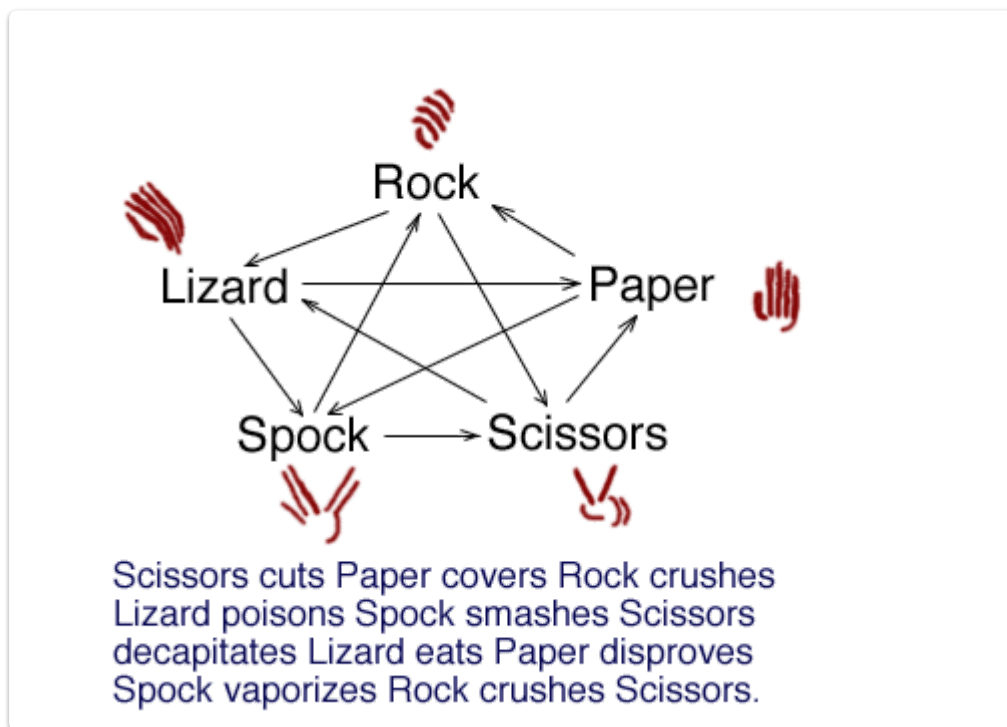 Rock
Lizard
Paper
Spock
Scissors
Scissors cuts Paper covers Rock crushes
Lizard poisons Spock smashes Scissors
decapitates Lizard eats Paper disproves
Spock vaporizes Rock crushes Scissors.